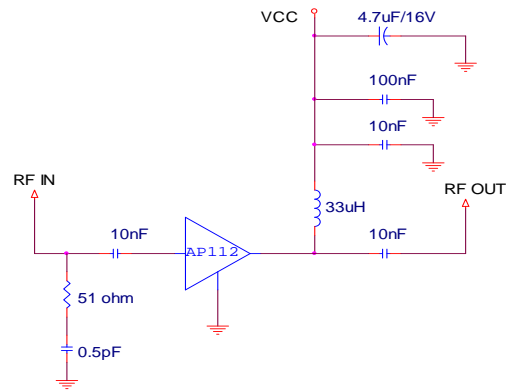 VCC
4.7uF/16V
100nF
10nF
RF IN
RF OUT
33uH
10nF
10nF
AP112
51 ohm
0.5pF